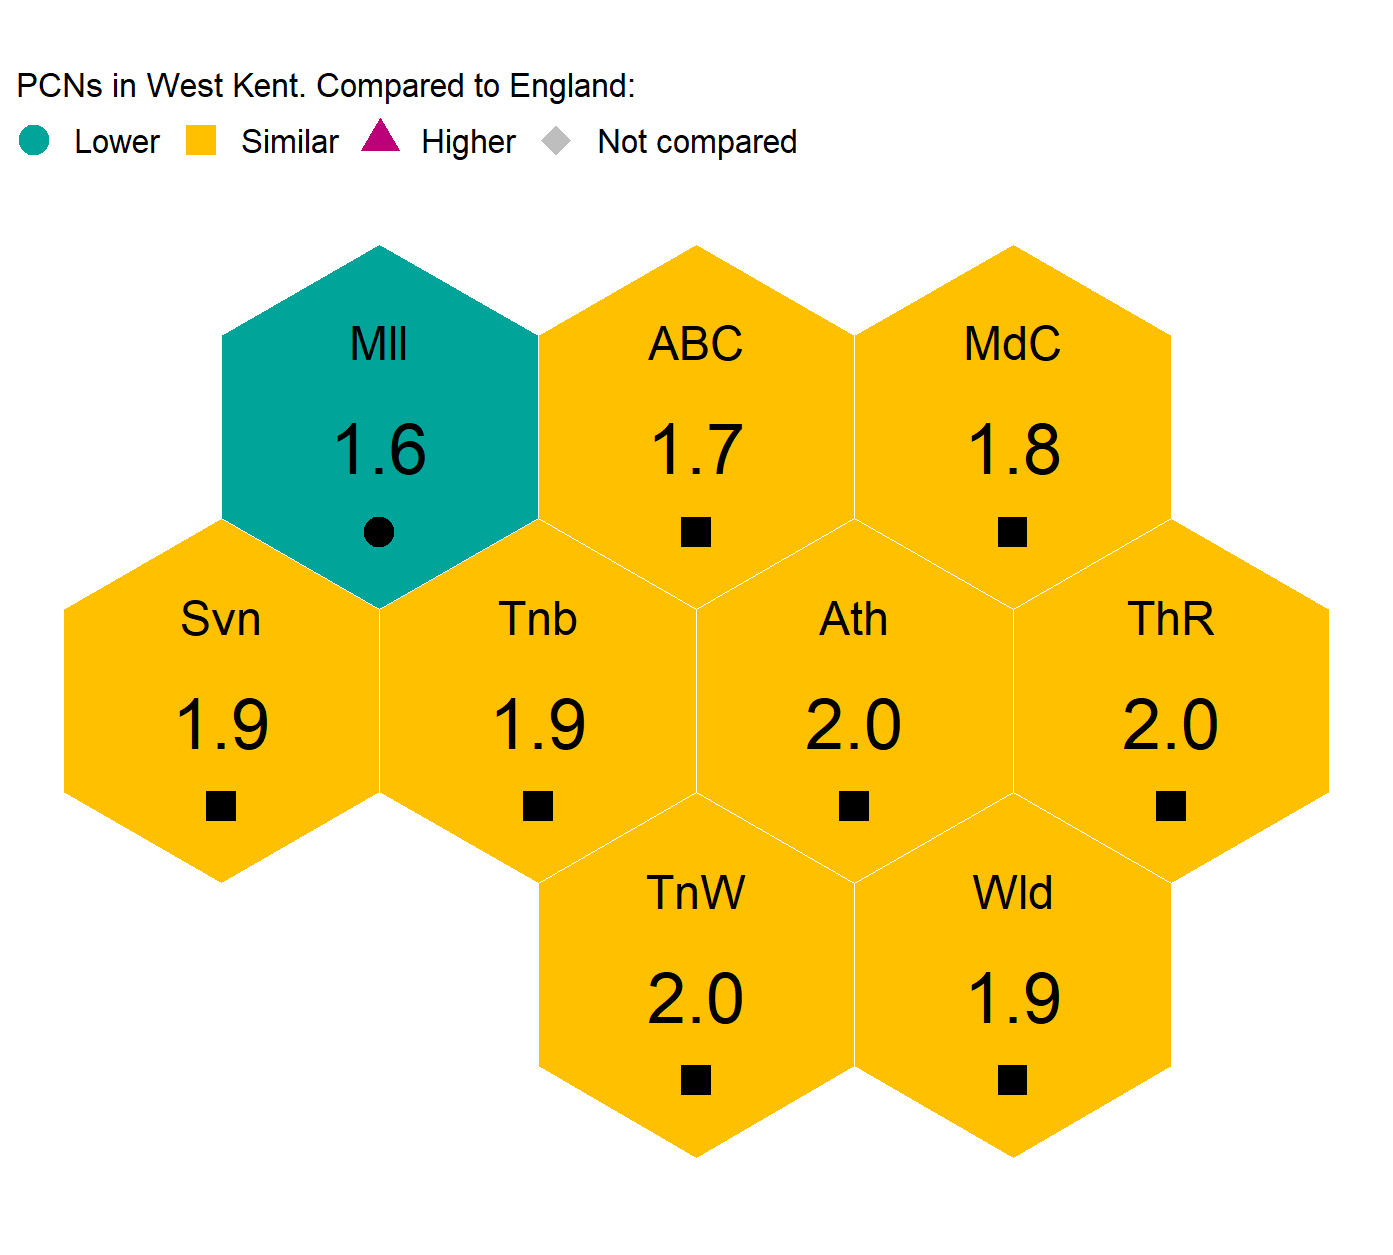 PCNs in West Kent. Compared to England:
Lower Similar Higher Not compared
Mll ABC MdC
1.6 1.7 1.8
Svn Tnb Ath ThR
1.9 1.9 2.0 2.0
TnW Wld
2.0 1.9